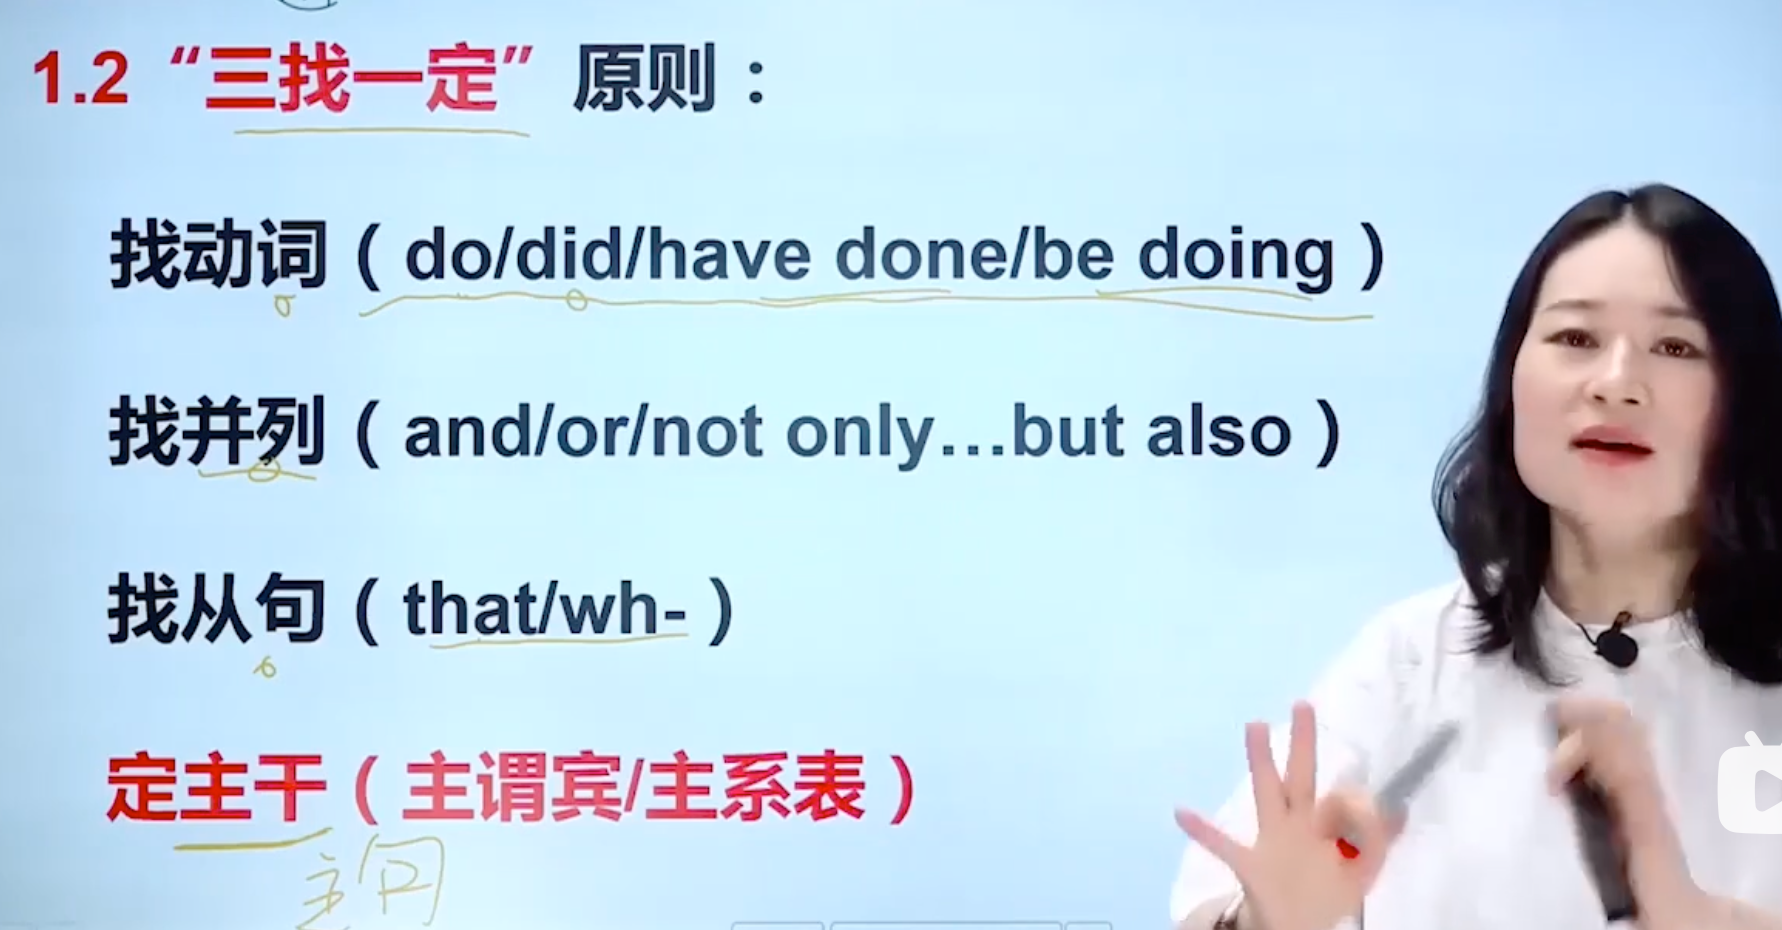 1.2 “三找一定” 原则：
找动词（do/did/have done/be doing）
找并列（and/or/not only…but also）
找从句（that/wh-）
定主干（主谓宾/主系表）
主句